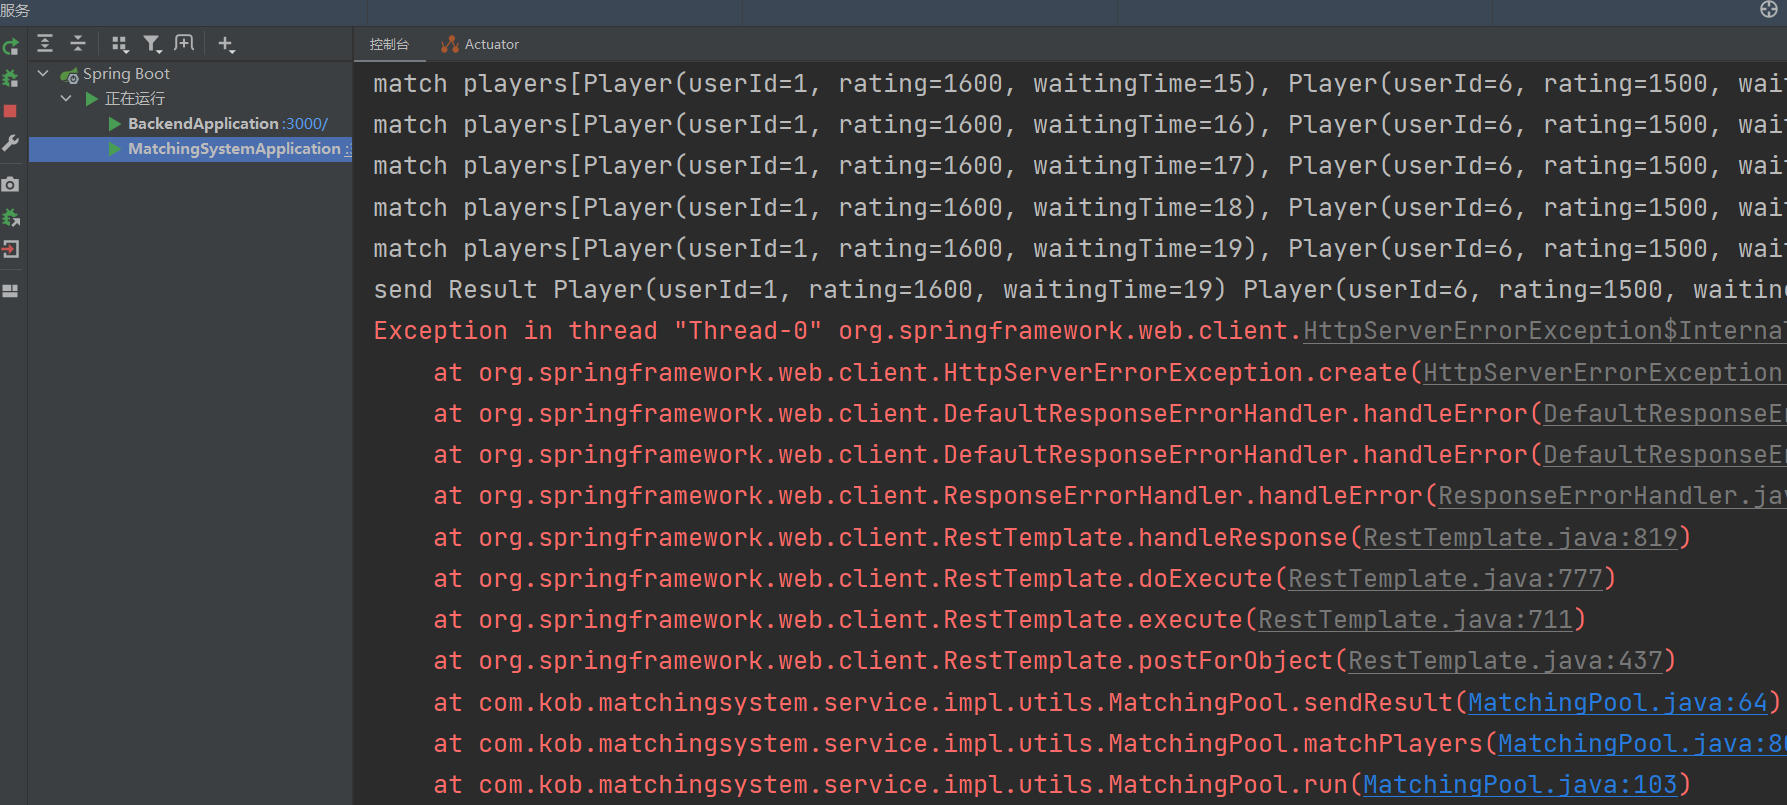 服务
控制台
Actuator
Spring Boot
正在运行
BackendApplication :3000/
MatchingSystemApplication :
match players[Player(userId=1, rating=1600, waitingTime=15), Player(userId=6, rating=1500, wai
match players[Player(userId=1, rating=1600, waitingTime=16), Player(userId=6, rating=1500, wai
match players[Player(userId=1, rating=1600, waitingTime=17), Player(userId=6, rating=1500, wai
match players[Player(userId=1, rating=1600, waitingTime=18), Player(userId=6, rating=1500, wai
match players[Player(userId=1, rating=1600, waitingTime=19), Player(userId=6, rating=1500, wai
send Result Player(userId=1, rating=1600, waitingTime=19) Player(userId=6, rating=1500, waitin
Exception in thread "Thread-0" org.springframework.web.client.HttpServerErrorException$Interna
at org.springframework.web.client.HttpServerErrorException.create(HttpServerErrorException
at org.springframework.web.client.DefaultResponseErrorHandler.handleError(DefaultResponseE
at org.springframework.web.client.DefaultResponseErrorHandler.handleError(DefaultResponseE
at org.springframework.web.client.ResponseErrorHandler.handleError(ResponseErrorHandler.jav
at org.springframework.web.client.RestTemplate.handleResponse(RestTemplate.java:819)
at org.springframework.web.client.RestTemplate.doExecute(RestTemplate.java:777)
at org.springframework.web.client.RestTemplate.execute(RestTemplate.java:711)
at org.springframework.web.client.RestTemplate.postForObject(RestTemplate.java:437)
at com.kob.matchingsystem.service.impl.utils.MatchingPool.sendResult(MatchingPool.java:64)
at com.kob.matchingsystem.service.impl.utils.MatchingPool.matchPlayers(MatchingPool.java:8
at com.kob.matchingsystem.service.impl.utils.MatchingPool.run(MatchingPool.java:103)